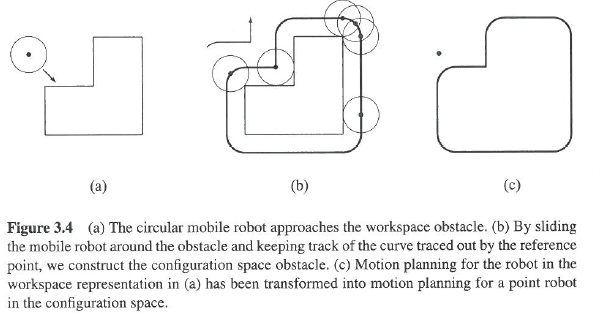 (a)
(b)
(c)
Figure 3.4 (a) The circular mobile robot approaches the workspace obstacle. (b) By sliding
the mobile robot around the obstacle and keeping track of the curve traced out by the reference
point, we construct the configuration space obstacle. (c) Motion planning for the robot in the
workspace representation in (a) has been transformed into motion planning for a point robot
in the configuration space.